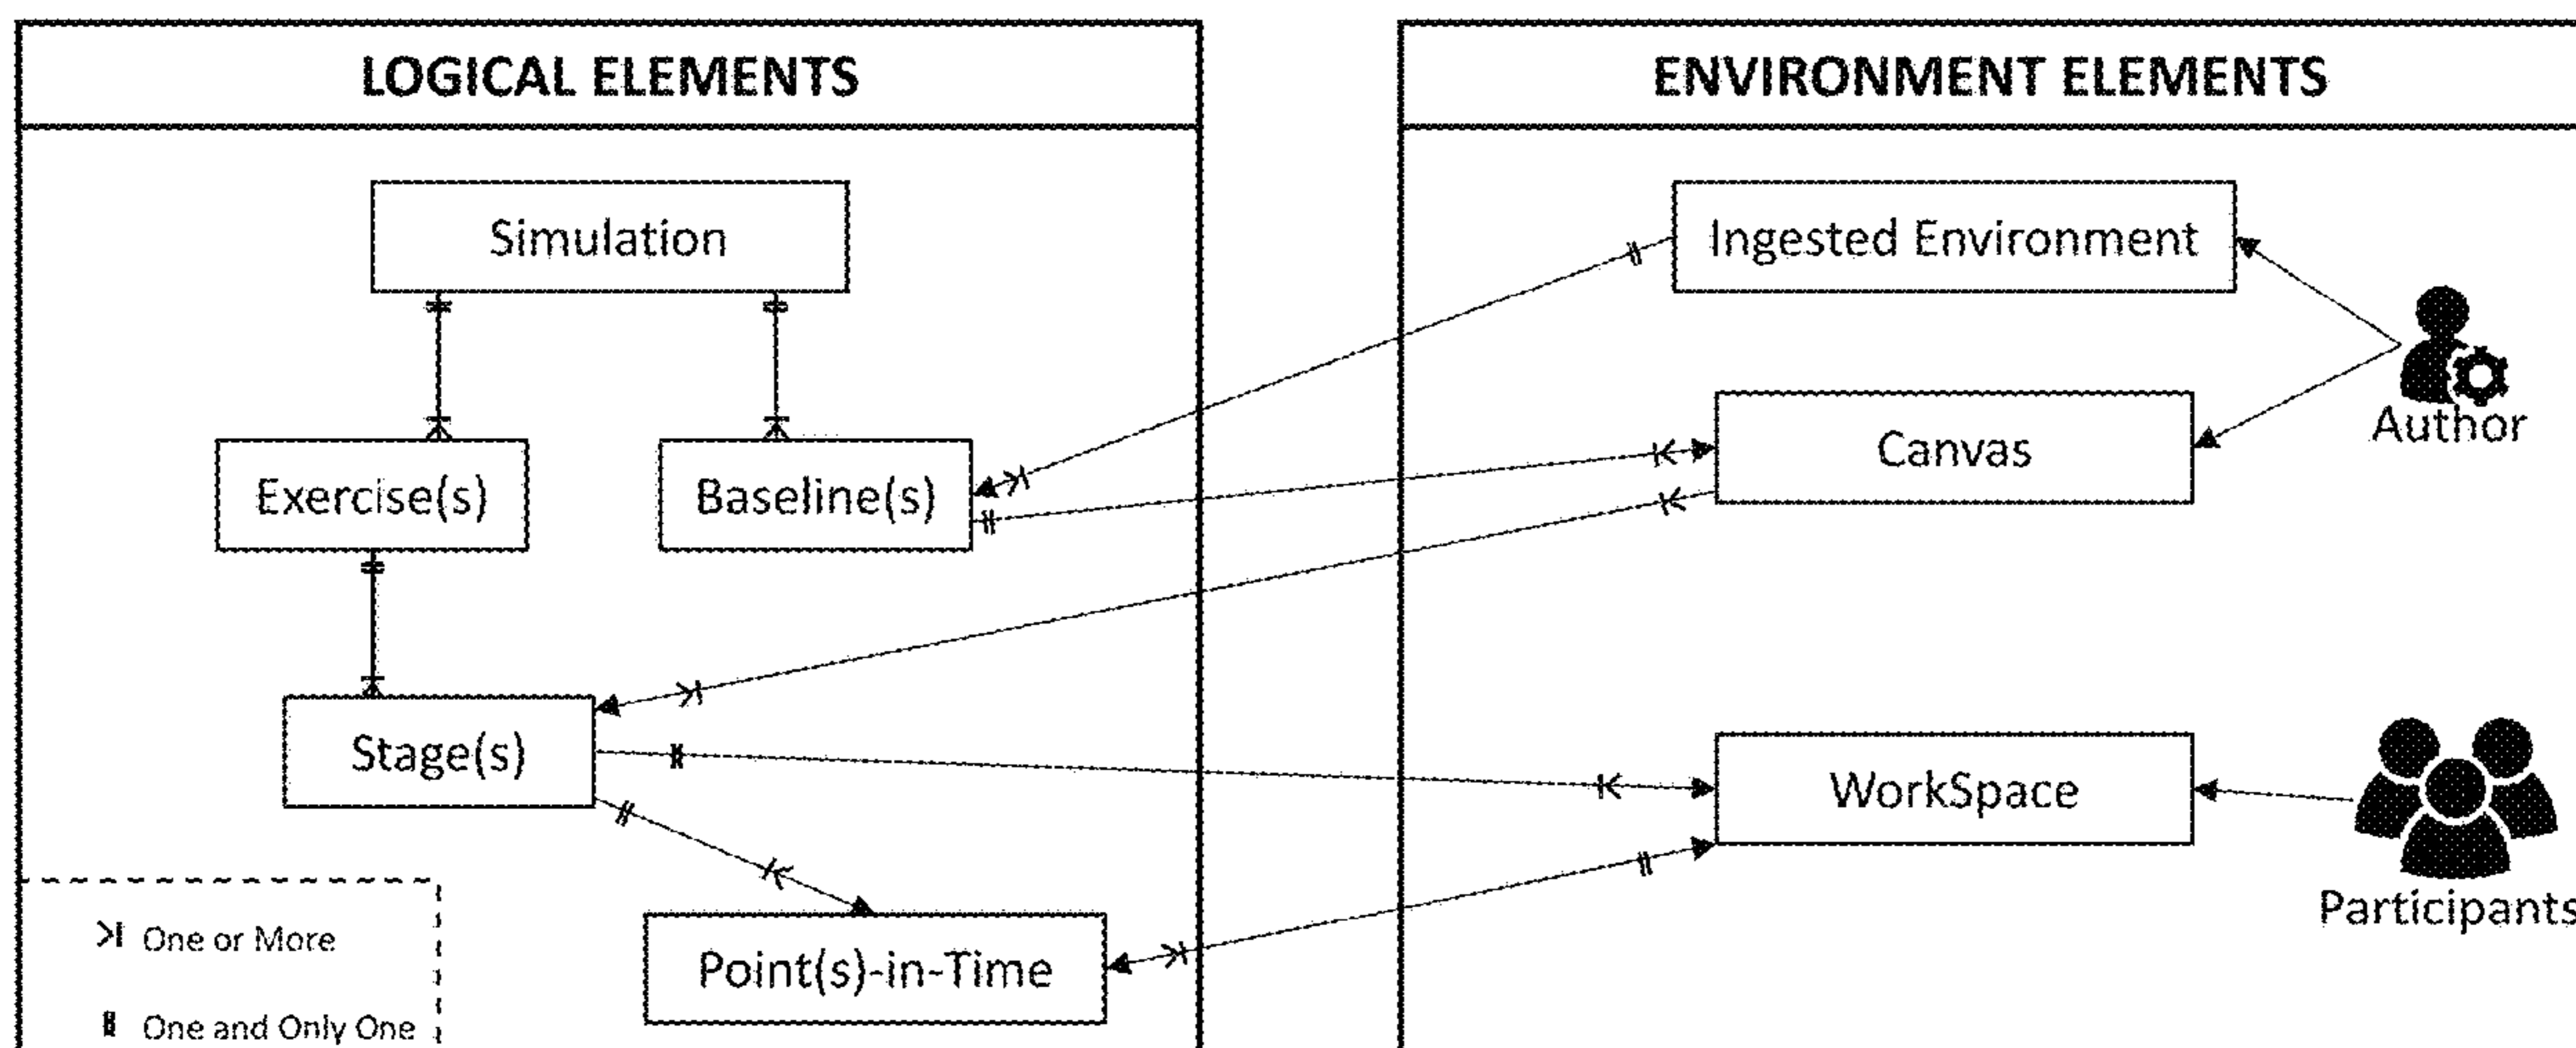 LOGICAL ELEMENTS
Simulation
Exercise(s)
Baseline(s)
Stage(s)
Point(s)-in-Time
One or More
One and Only One
ENVIRONMENT ELEMENTS
Ingested Environment
Author
Canvas
WorkSpace
Participants